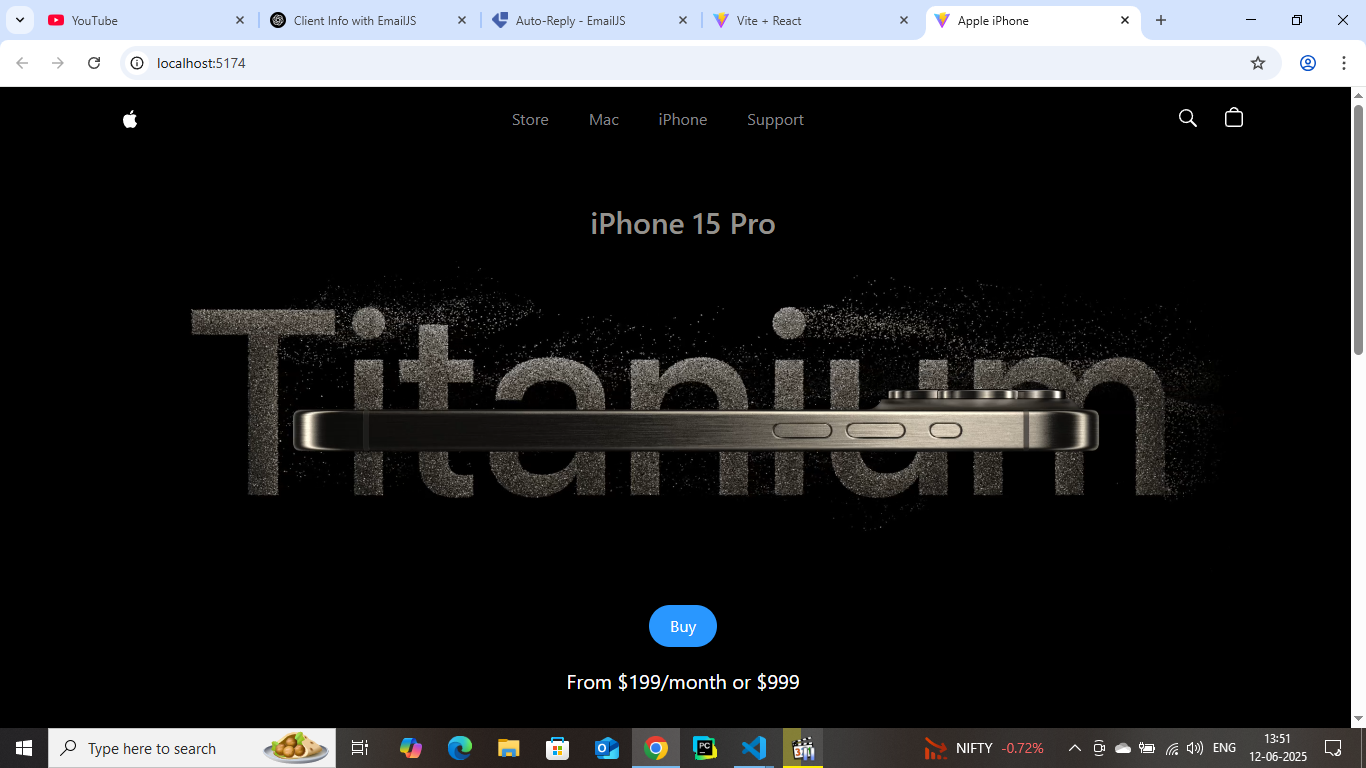 YouTube
Client Info with EmailJS
Auto-Reply - EmailJS
Vite + React
Apple iPhone
localhost:5174
Store
Mac
iPhone
Support
iPhone 15 Pro
Titanium
Buy
From $199/month or $999
Type here to search
PC
NIFTY -0.72%
ENG
13:51
12-06-2025